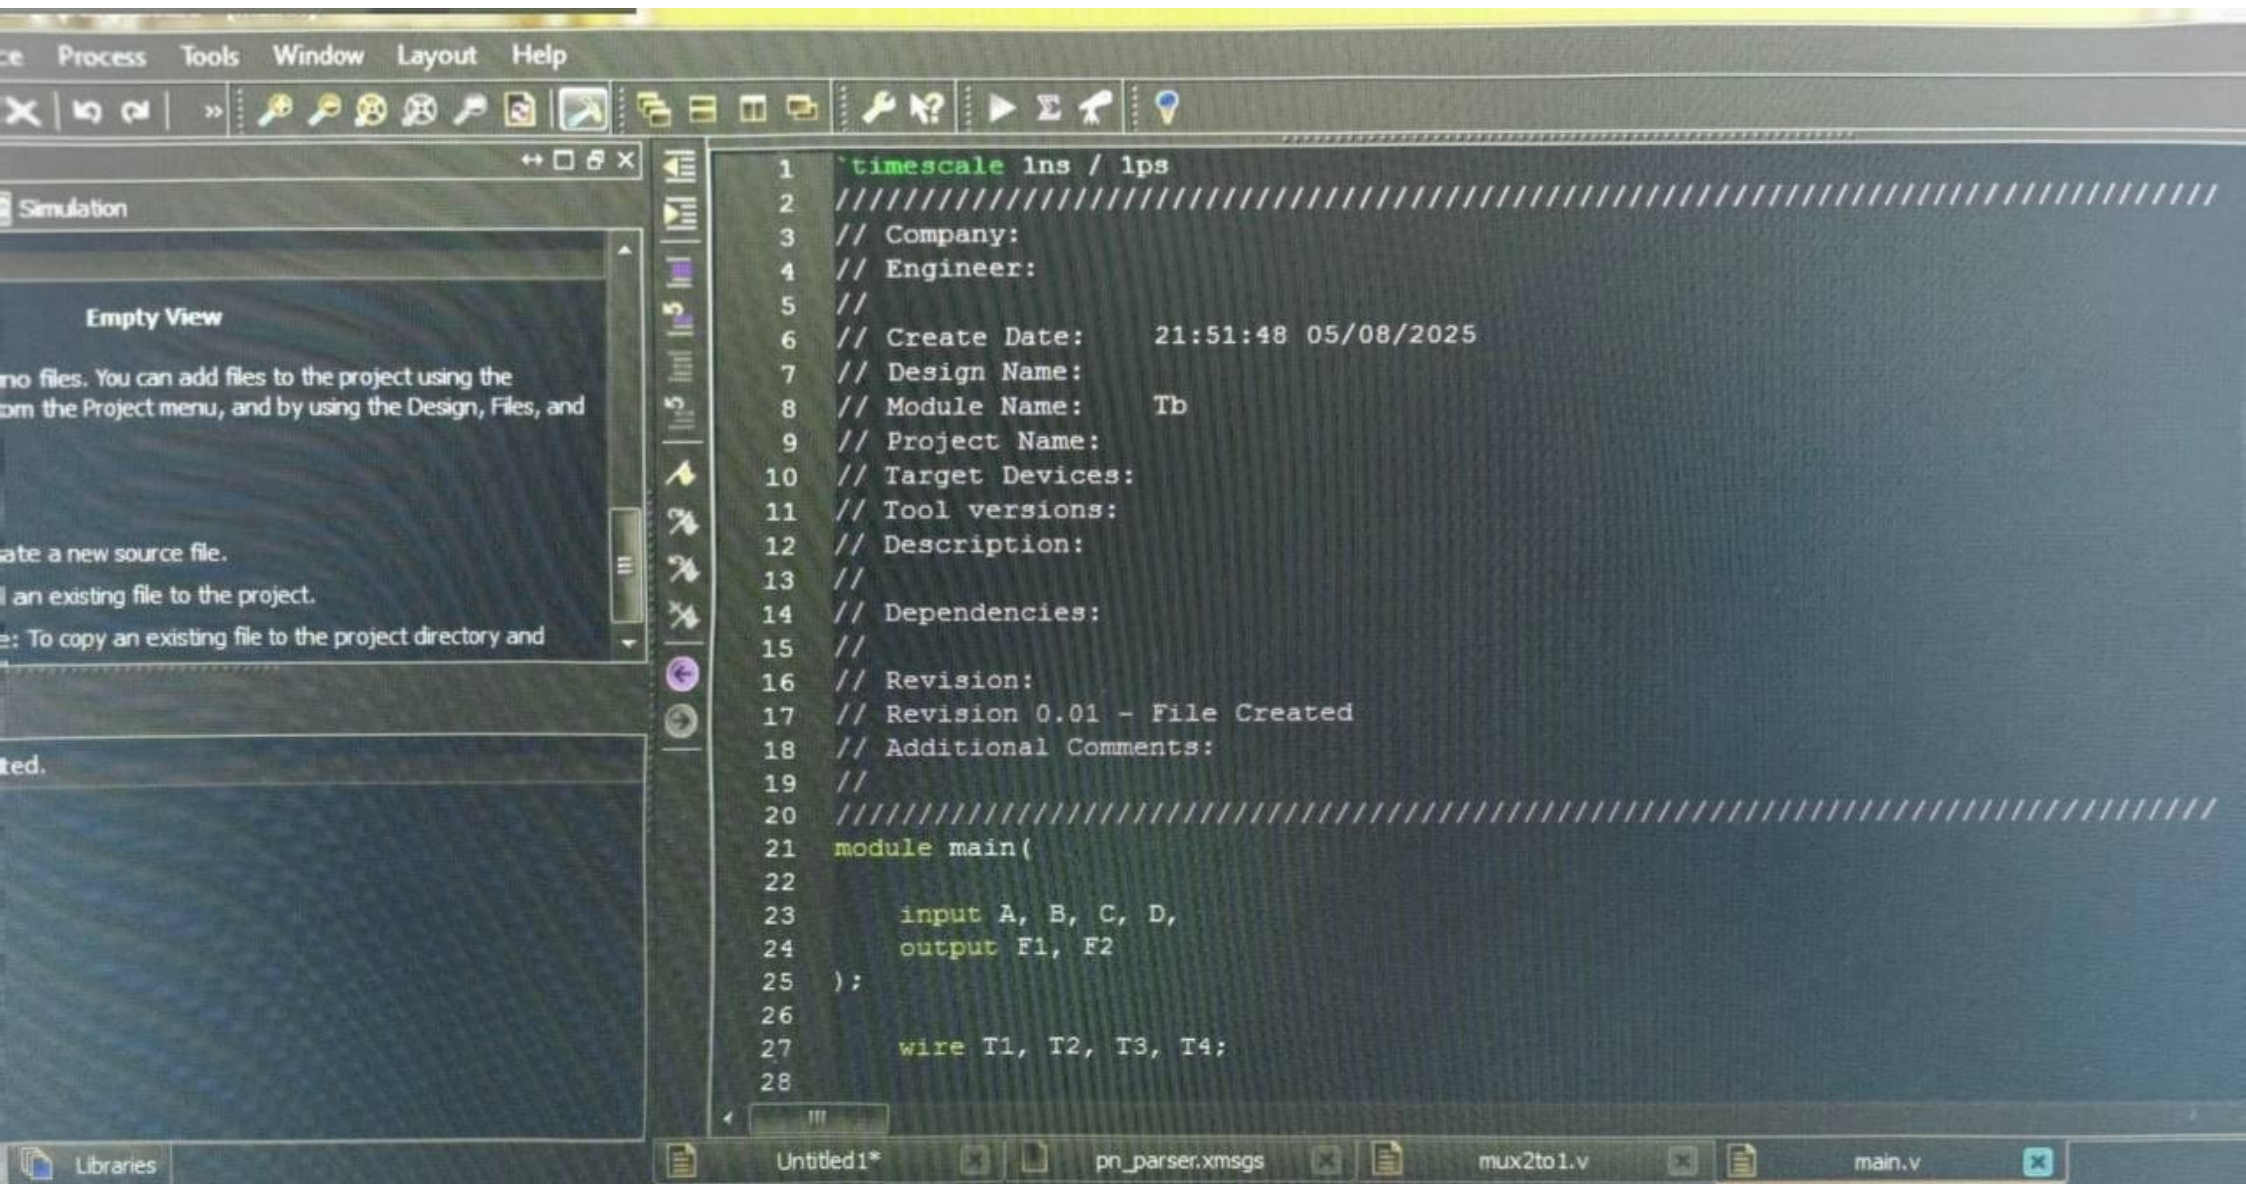 Process Tools Window Layout Help
Simulation
Empty View
no files. You can add files to the project using the
om the Project menu, and by using the Design, Files, and
ate a new source file.
an existing file to the project.
e: To copy an existing file to the project directory and
ted.
Libraries
1 `timescale 1ns / 1ps
2 ////////////////////////////////////////////////////////////////////////////////
3 // Company:
4 // Engineer:
5 //
6 // Create Date: 21:51:48 05/08/2025
7 // Design Name:
8 // Module Name: Tb
9 // Project Name:
10 // Target Devices:
11 // Tool versions:
12 // Description:
13 //
14 // Dependencies:
15 //
16 // Revision:
17 // Revision 0.01 - File Created
18 // Additional Comments:
19 //
20 ////////////////////////////////////////////////////////////////////////////////
21 module main(
22
23 input A, B, C, D,
24 output F1, F2
25 );
26
27 wire T1, T2, T3, T4;
28
Untitled1* pn_parser.xmsgs mux2to1.v main.v